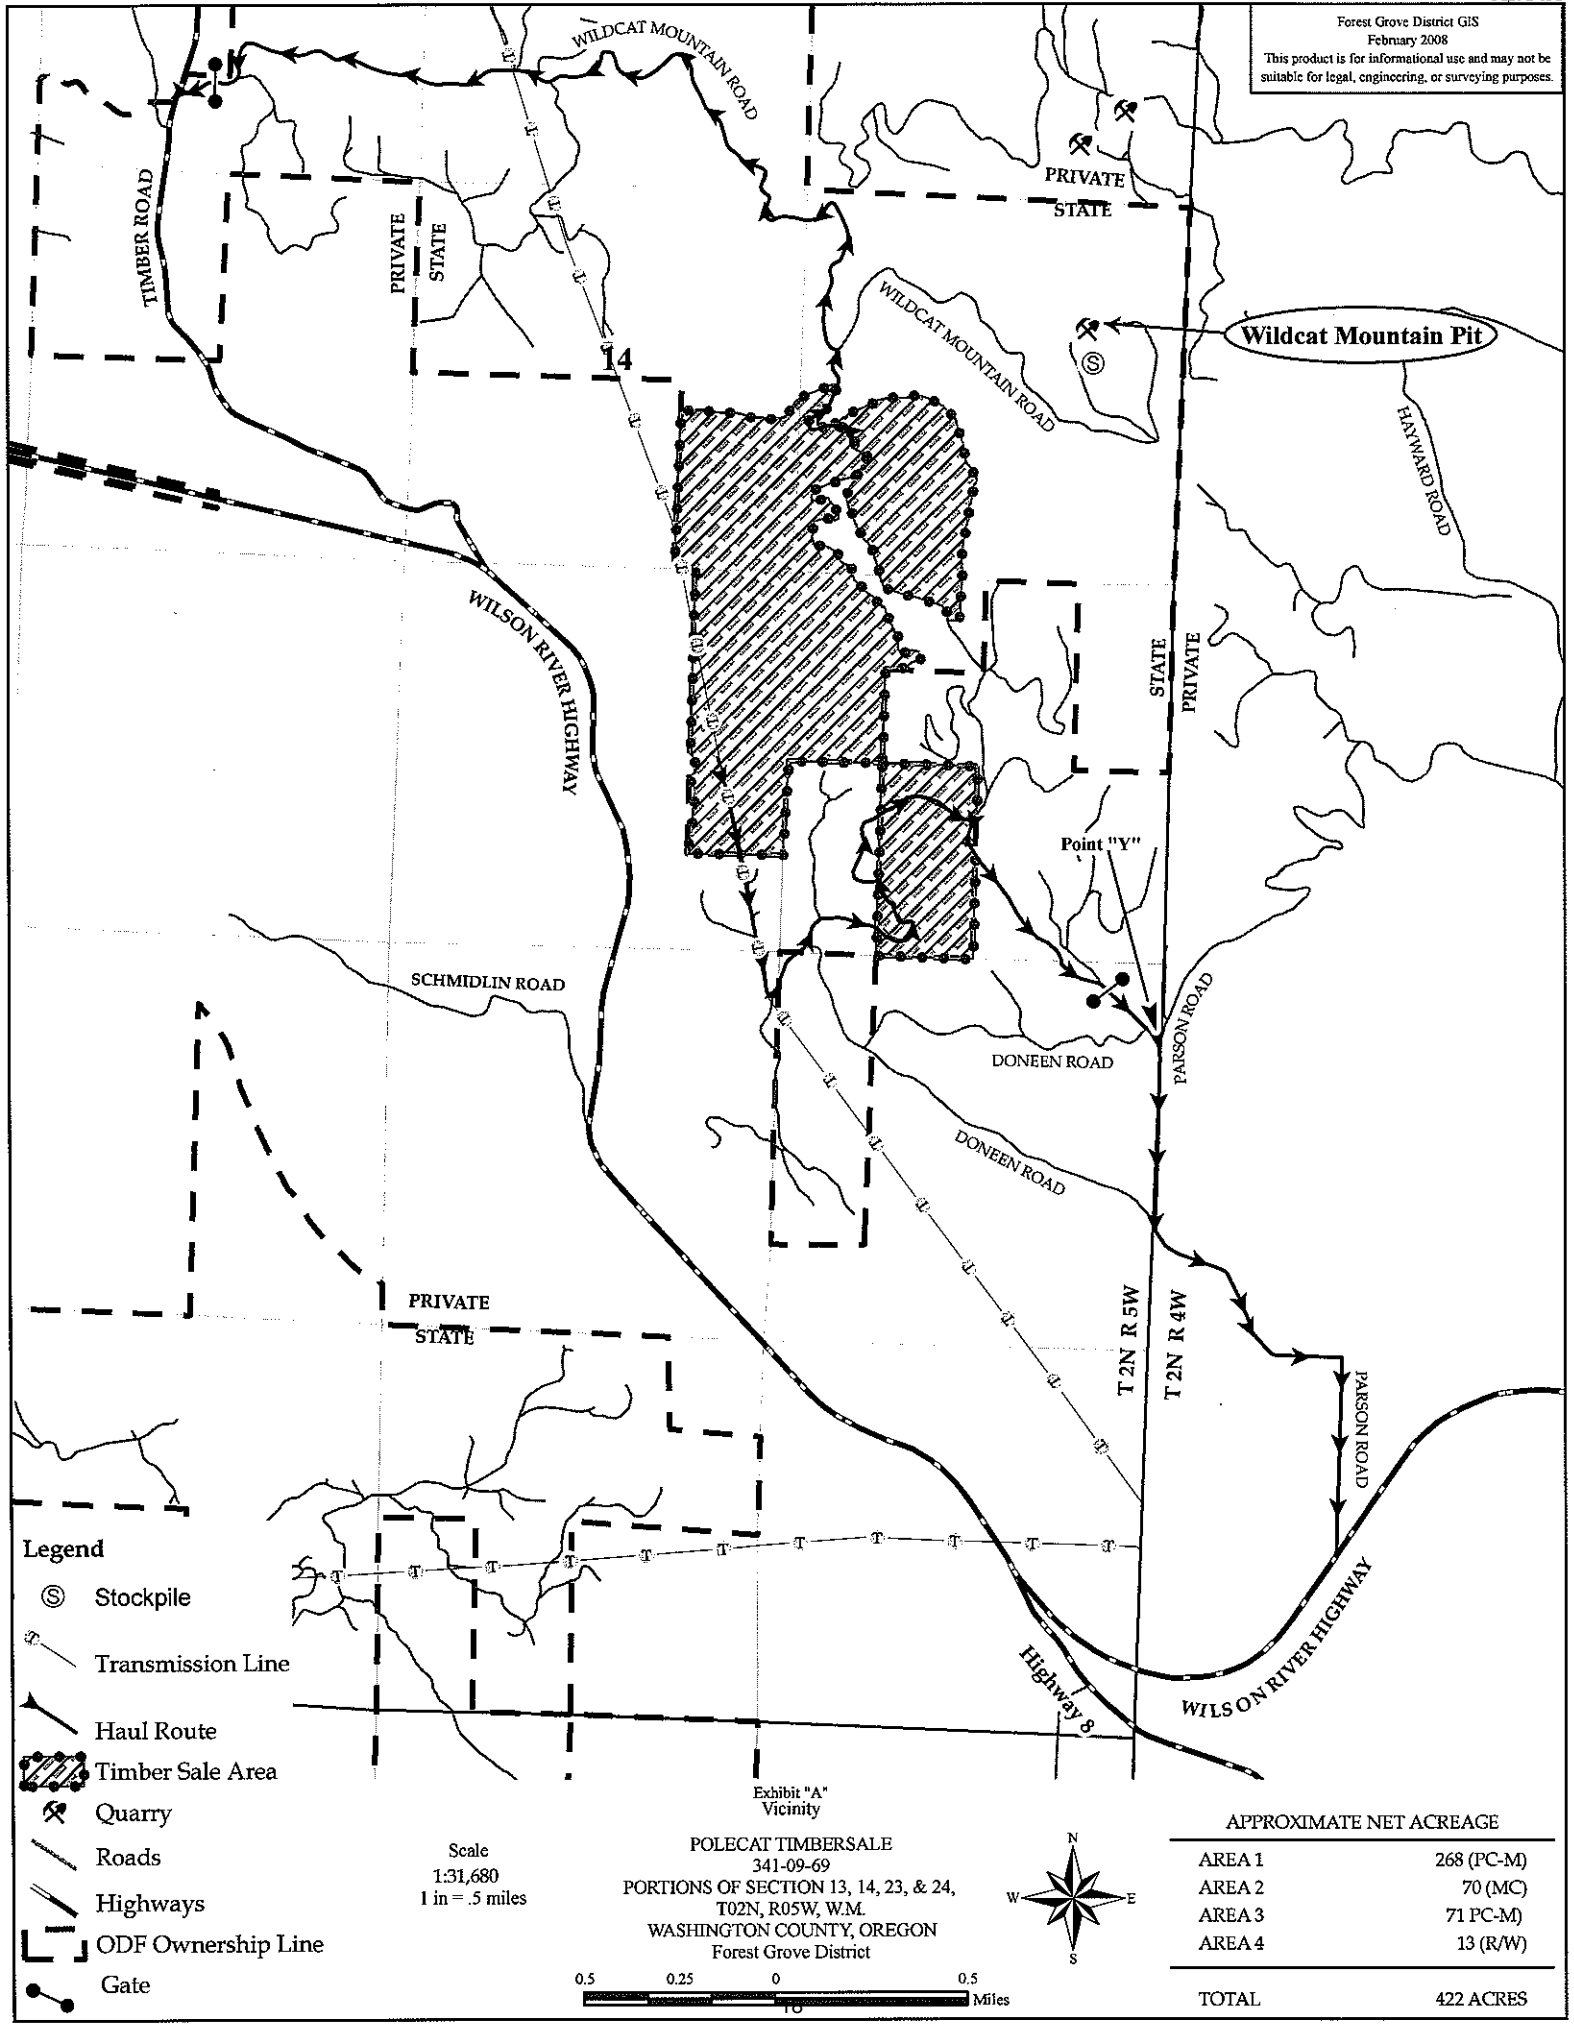 Forest Grove District GIS
February 2008
This product is for informational use and may not be
suitable for legal, engineering, or surveying purposes.
WILDCAT MOUNTAIN ROAD
PRIVATE
STATE
TIMBER ROAD
PRIVATE
STATE
WILDCAT MOUNTAIN ROAD
Wildcat Mountain Pit
S
14
HAYWARD ROAD
WILSON RIVER HIGHWAY
STATE
PRIVATE
Point "Y"
SCHMIDLIN ROAD
PARSON ROAD
DONEEN ROAD
DONEEN ROAD
T 2N R 5W
T 2N R 4W
PRIVATE
STATE
PARSON ROAD
WILSON RIVER HIGHWAY
Highway 8
Legend
S Stockpile
T Transmission Line
Haul Route
Timber Sale Area
Quarry
Roads
Highways
ODF Ownership Line
Gate
Scale
1:31,680
1 in = .5 miles
Exhibit "A"
Vicinity
POLECAT TIMBERSALE
341-09-69
PORTIONS OF SECTION 13, 14, 23, & 24,
T02N, R05W, W.M.
WASHINGTON COUNTY, OREGON
Forest Grove District
0.5 0.25 0 0.5
Miles
N
W E
S
APPROXIMATE NET ACREAGE
AREA 1 268 (PC-M)
AREA 2 70 (MC)
AREA 3 71 PC-M)
AREA 4 13 (R/W)
TOTAL 422 ACRES